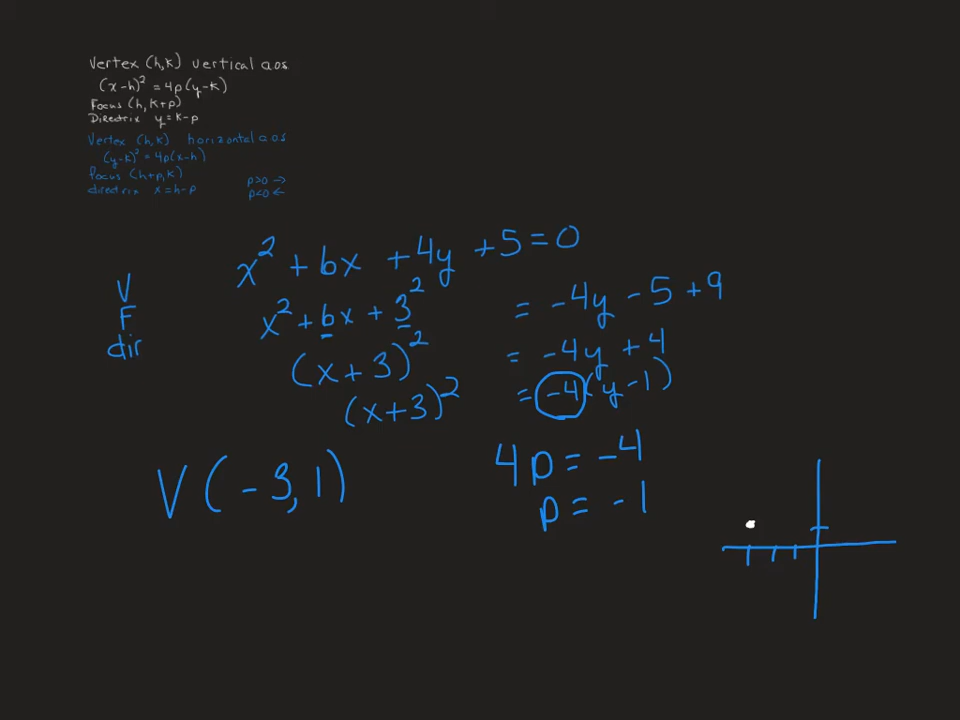 Vertex (h,k) vertical aos
(x-h)² = 4p(y-k)
Focus (h, k+p)
Directrix y = k-p
Vertex (h,k) horizontal aos
(y-k)² = 4p(x-h)
focus (h+p, k)
directrix x = h-p
p>0 →
p<0 ←
x² + 6x + 4y + 5 = 0
x² + 6x + 3² = -4y - 5 + 9
(x+3)² = -4y + 4
(x+3)² = -4(y-1)
V
F
dir
V(-3,1)
4p = -4
p = -1